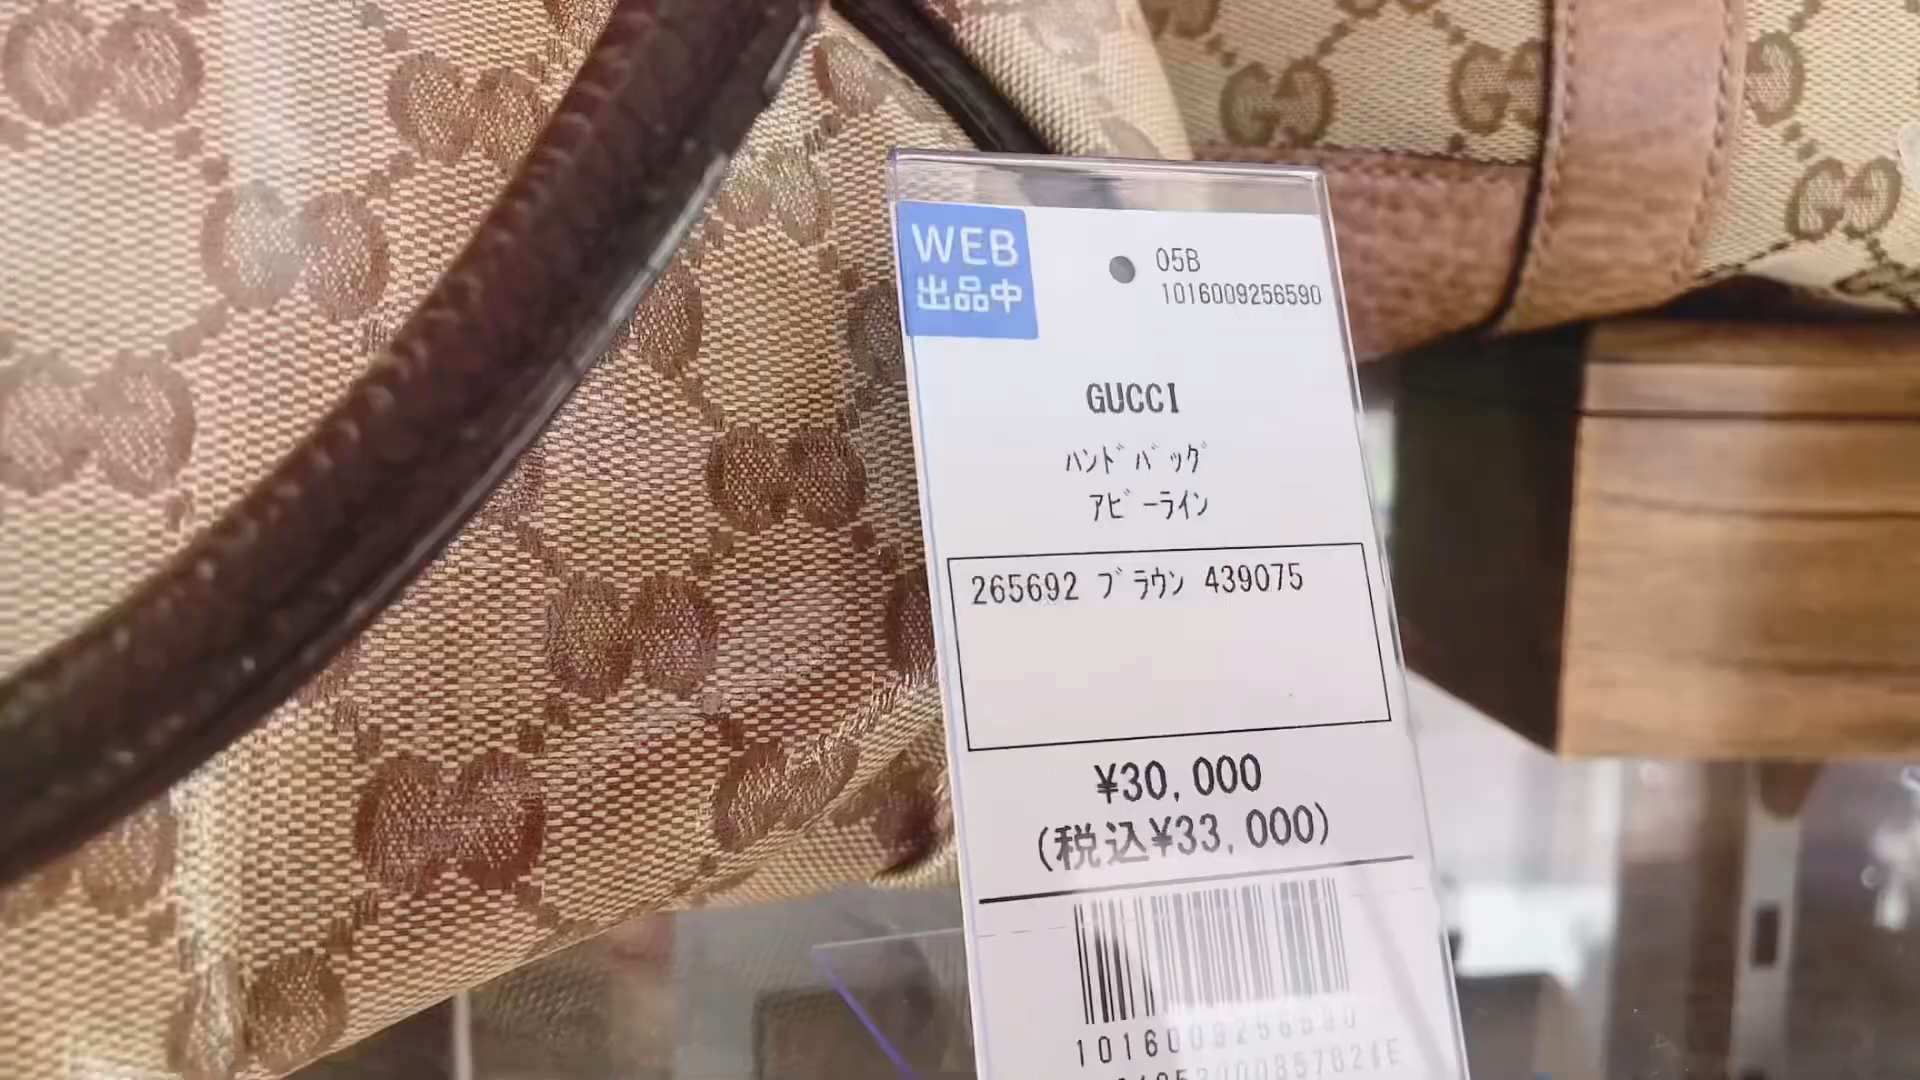 WEB
出品中
05B
1016009256590
GUCCI
ハンドバッグ
アビーライン
265692 ブラウン 439075
¥30,000
(税込¥33,000)
1016009256590